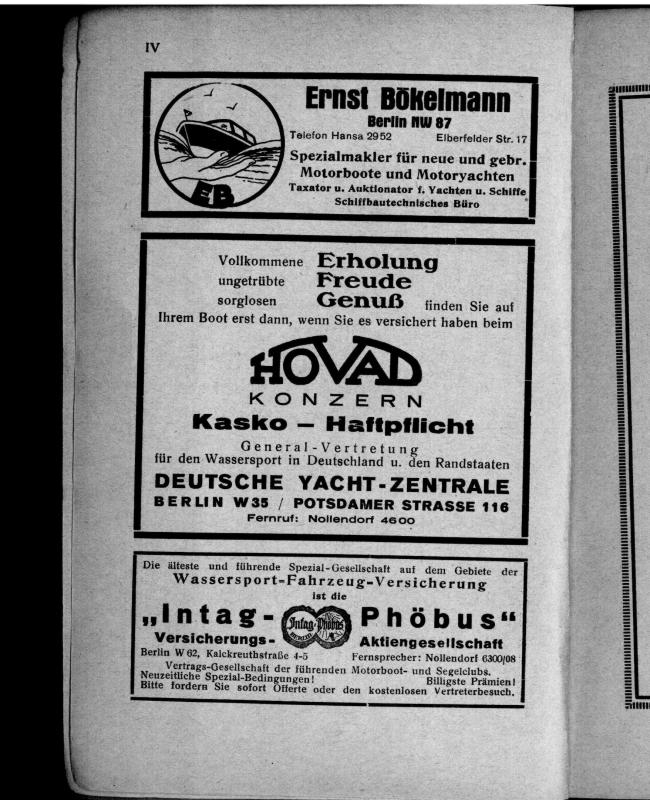 IV
Ernst Bökelmann
Berlin NW 87
Telefon Hansa 2952 Elberfelder Str. 17
Spezialmakler für neue und gebr.
Motorboote und Motoryachten
Taxator u. Auktionator f. Yachten u. Schiffe
Schiffbautechnisches Büro
EB
Vollkommene Erholung
ungetrübte Freude
sorglosen Genuß finden Sie auf
Ihrem Boot erst dann, wenn Sie es versichert haben beim
HOVAD
KONZERN
Kasko – Haftpflicht
General-Vertretung
für den Wassersport in Deutschland u. den Randstaaten
DEUTSCHE YACHT-ZENTRALE
BERLIN W35 / POTSDAMER STRASSE 116
Fernruf: Nollendorf 4600
Die älteste und führende Spezial-Gesellschaft auf dem Gebiete der
Wassersport-Fahrzeug-Versicherung
ist die
„Intag- Intag Phöbus BERLIN Phöbus“
Versicherungs- Aktiengesellschaft
Berlin W 62, Kalckreuthstraße 4-5 Fernsprecher: Nollendorf 6300/08
Vertrags-Gesellschaft der führenden Motorboot- und Segelclubs.
Neuzeitliche Spezial-Bedingungen! Billigste Prämien!
Bitte fordern Sie sofort Offerte oder den kostenlosen Vertreterbesuch.